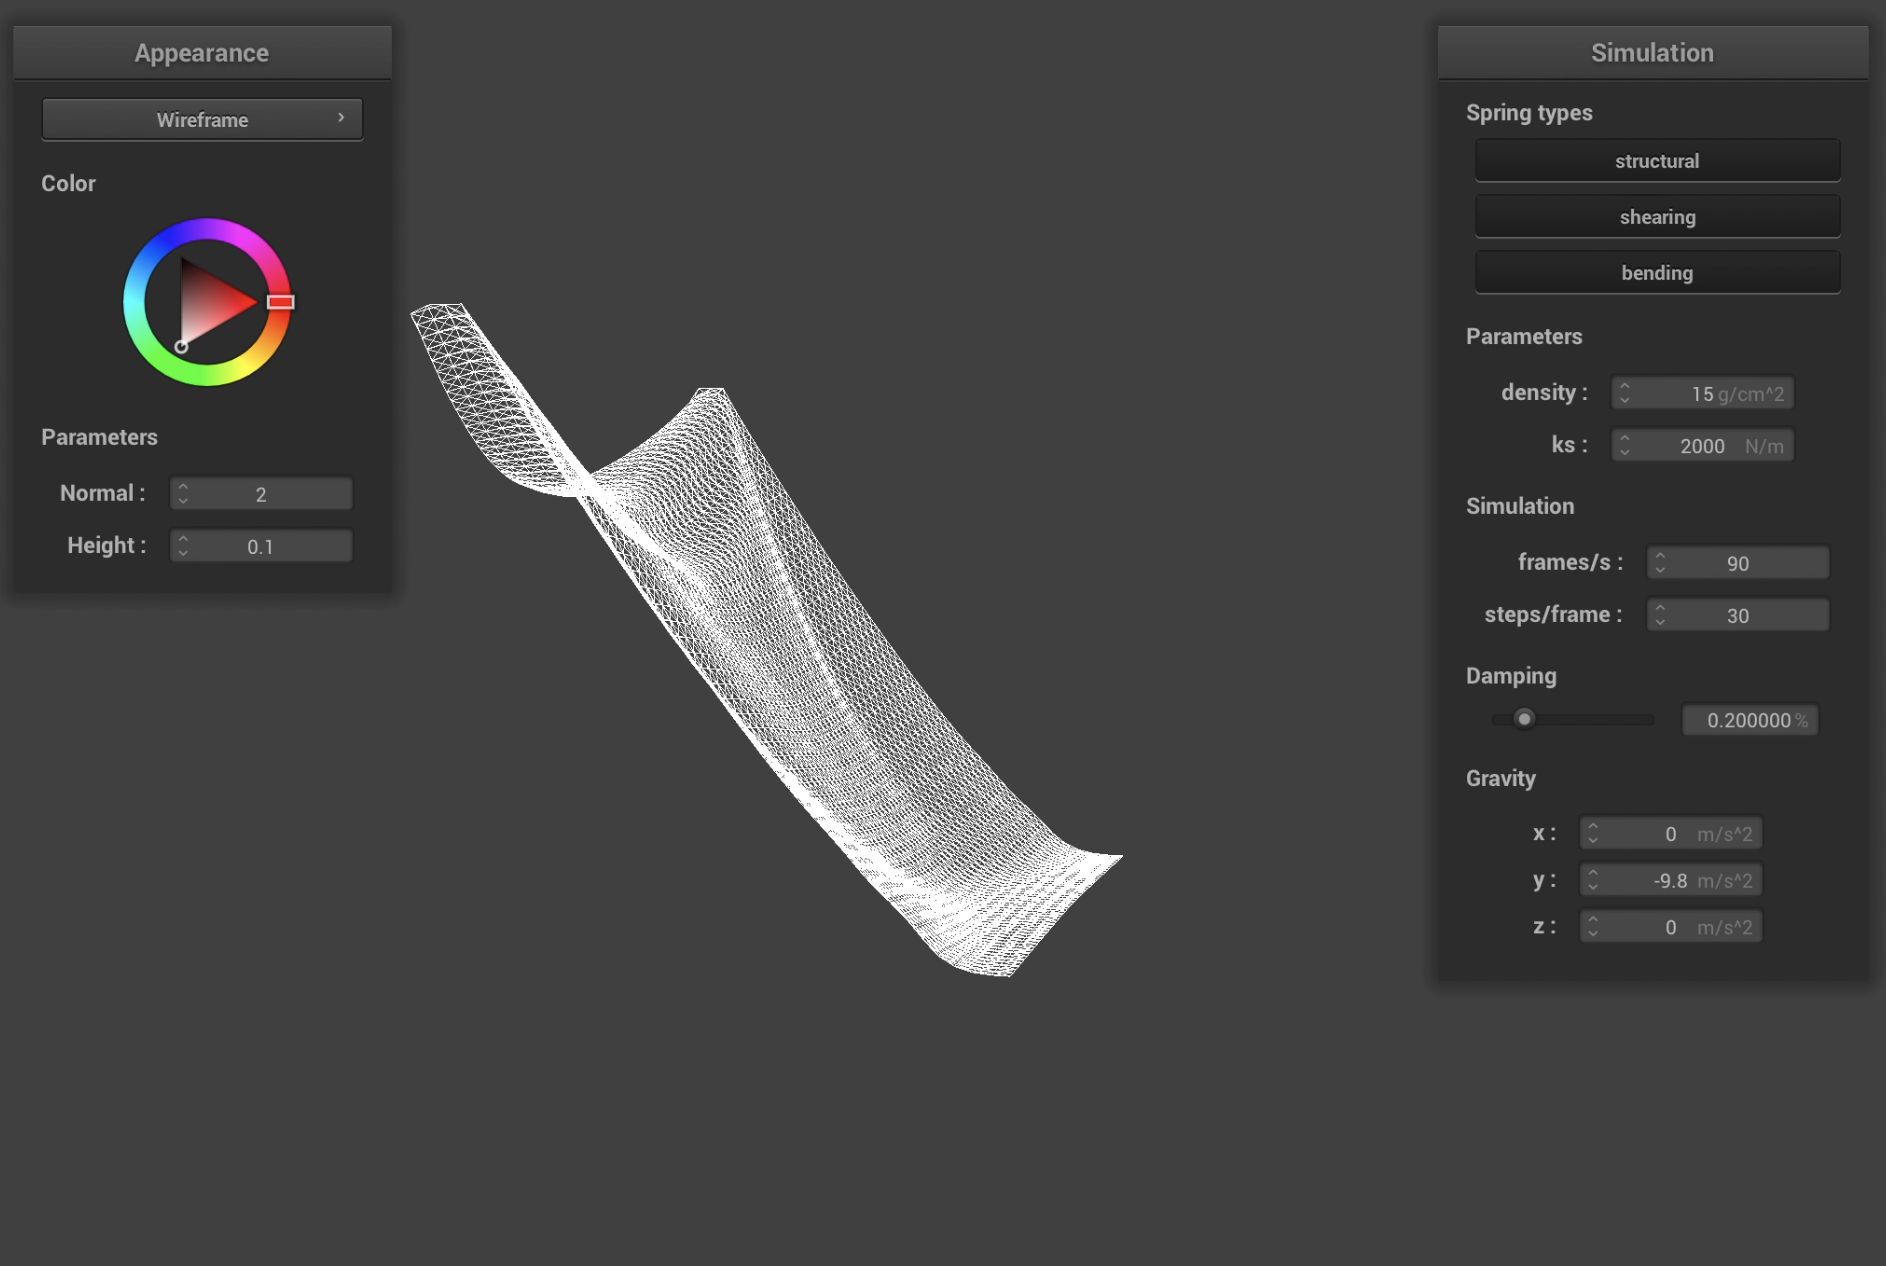 Appearance
Wireframe
Color
Parameters
Normal : 2
Height : 0.1
Simulation
Spring types
structural
shearing
bending
Parameters
density : 15 g/cm^2
ks : 2000 N/m
Simulation
frames/s : 90
steps/frame : 30
Damping
0.200000 %
Gravity
x : 0 m/s^2
y : -9.8 m/s^2
z : 0 m/s^2